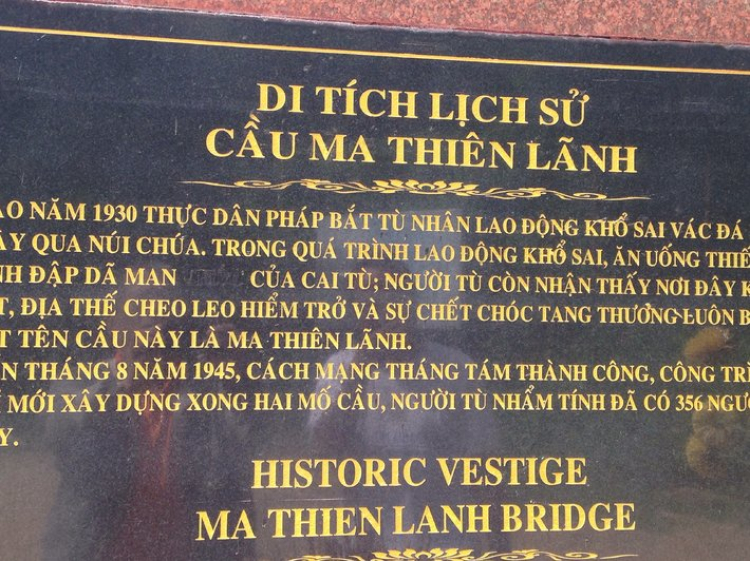 DI TÍCH LỊCH SỬ
CẦU MA THIÊN LÃNH
NĂM 1930 THỰC DÂN PHÁP BẮT TÙ NHÂN LAO ĐỘNG KHỔ SAI VÁC ĐÁ
QUA NÚI CHÚA. TRONG QUÁ TRÌNH LAO ĐỘNG KHỔ SAI, ĂN UỐNG
ĐẬP DÃ MAN CỦA CAI TÙ; NGƯỜI TÙ CÒN NHẬN THẤY NƠI ĐÂY
ĐỊA THẾ CHEO LEO HIỂM TRỞ VÀ SỰ CHẾT CHÓC TANG THƯƠNG LUÔN
TÊN CẦU NÀY LÀ MA THIÊN LÃNH.
THÁNG 8 NĂM 1945, CÁCH MẠNG THÁNG TÁM THÀNH CÔNG, CÔNG
MỚI XÂY DỰNG XONG HAI MỐ CẦU, NGƯỜI TÙ NHẨM TÍNH ĐÃ CÓ 356
HISTORIC VESTIGE
MA THIEN LANH BRIDGE